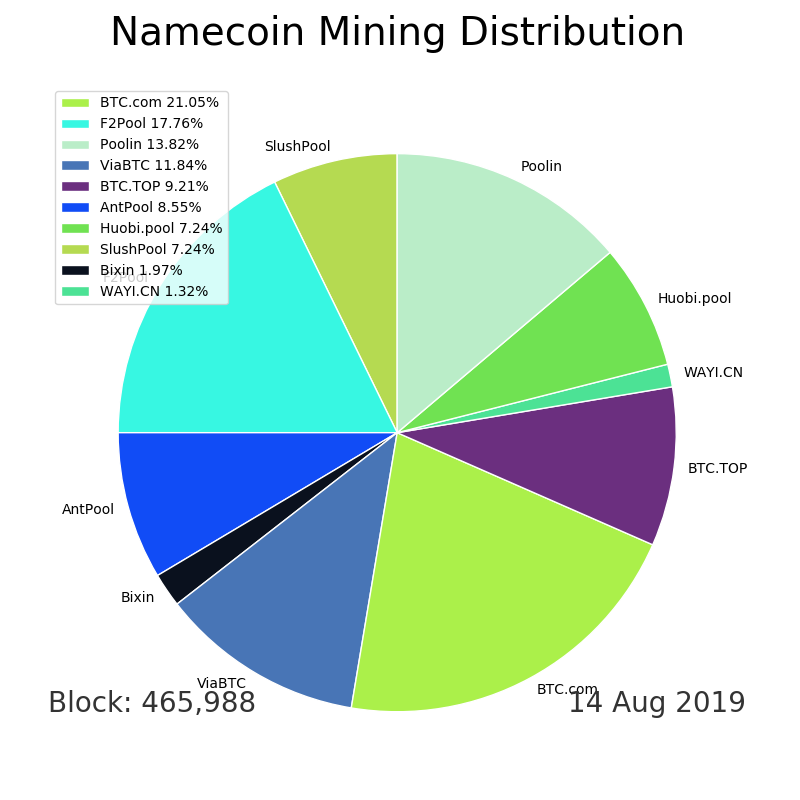 Namecoin Mining Distribution
BTC.com 21.05%
F2Pool 17.76%
Poolin 13.82%
ViaBTC 11.84%
BTC.TOP 9.21%
AntPool 8.55%
Huobi.pool 7.24%
SlushPool 7.24%
Bixin 1.97%
WAYI.CN 1.32%
SlushPool
Poolin
F2Pool
Huobi.pool
WAYI.CN
BTC.TOP
AntPool
Bixin
ViaBTC
BTC.com
Block: 465,988
14 Aug 2019